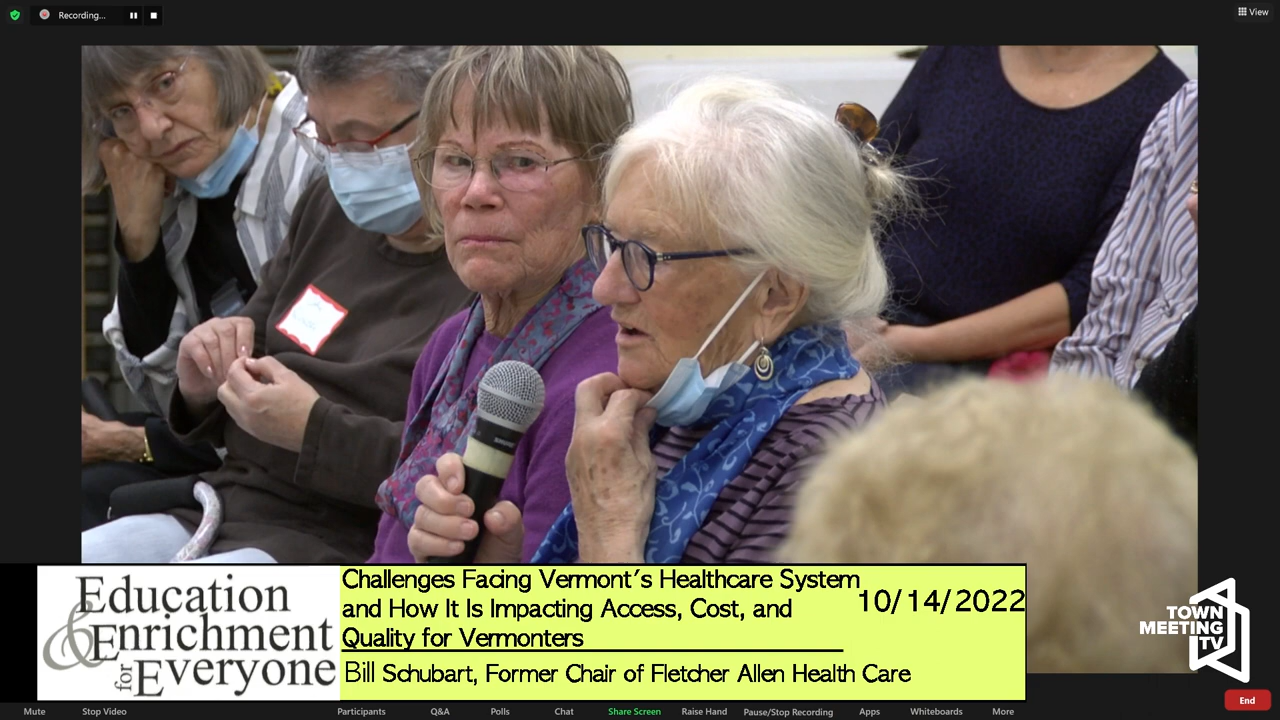 Recording...
View
Education
& Enrichment
for Everyone
Challenges Facing Vermont's Healthcare System
and How It Is Impacting Access, Cost, and
Quality for Vermonters
10/14/2022
Bill Schubart, Former Chair of Fletcher Allen Health Care
TOWN
MEETING
TV
End
Mute
Stop Video
Participants
Q&A
Polls
Chat
Share Screen
Raise Hand
Pause/Stop Recording
Apps
Whiteboards
More